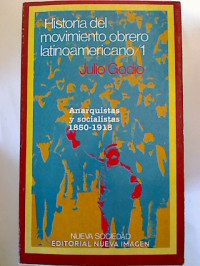 Historia del
movimiento obrero
latinoamericano/1
Julio Godio
Anarquistas
y socialistas
1850-1918
NUEVA SOCIEDAD
EDITORIAL NUEVA IMAGEN